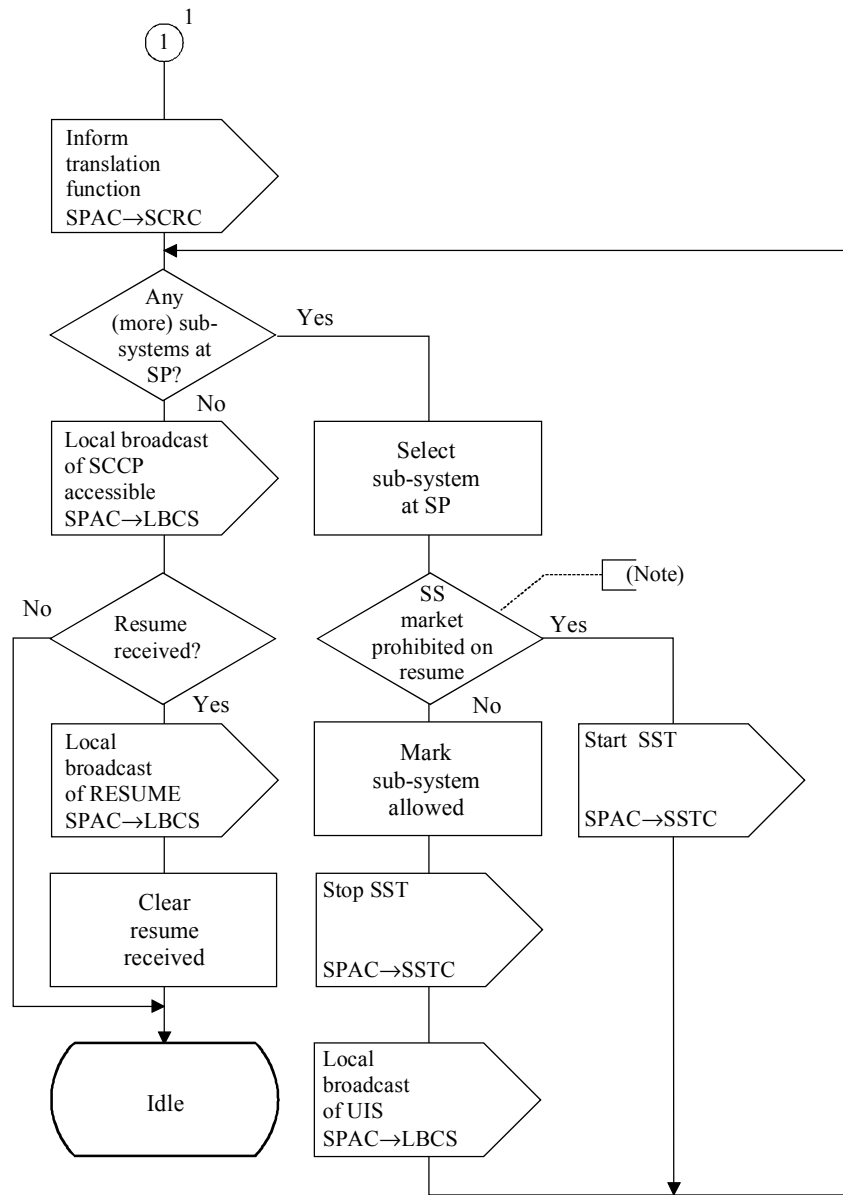 1
1
Inform
translation
function
SPAC→SCRC
Any
(more) sub-
systems at
SP?
Yes
No
Local broadcast
of SCCP
accessible
SPAC→LBCS
Select
sub-system
at SP
(Note)
No
Resume
received?
SS
market
prohibited on
resume
Yes
Yes
No
Local
broadcast
of RESUME
SPAC→LBCS
Mark
sub-system
allowed
Start SST
SPAC→SSTC
Clear
resume
received
Stop SST
SPAC→SSTC
Idle
Local
broadcast
of UIS
SPAC→LBCS